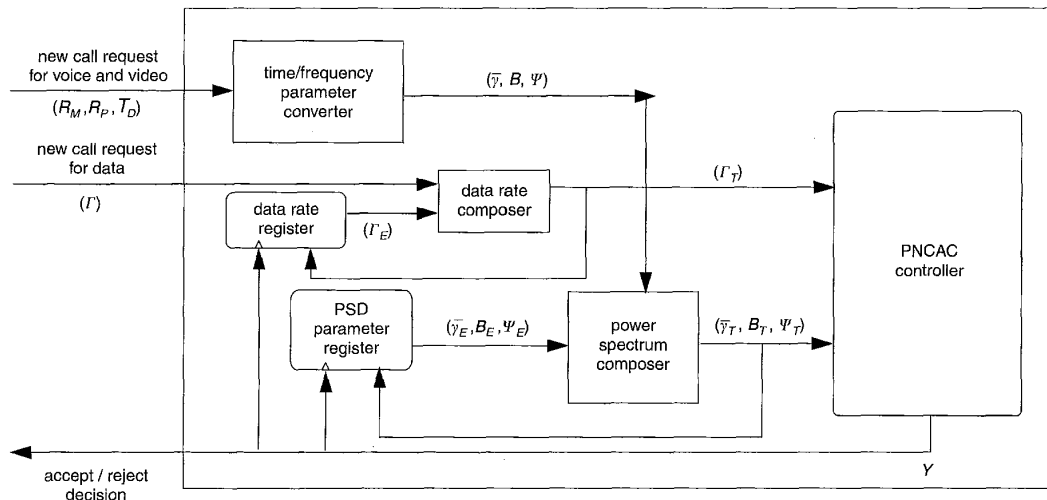 new call request
for voice and video
(R_M, R_P, T_D)
time/frequency
parameter
converter
(γ̅, B, Ψ)
new call request
for data
(Γ)
data rate
register
(Γ_E)
data rate
composer
(Γ_T)
PNCAC
controller
PSD
parameter
register
(γ̅_E, B_E, Ψ_E)
power
spectrum
composer
(γ̅_T, B_T, Ψ_T)
Y
accept / reject
decision